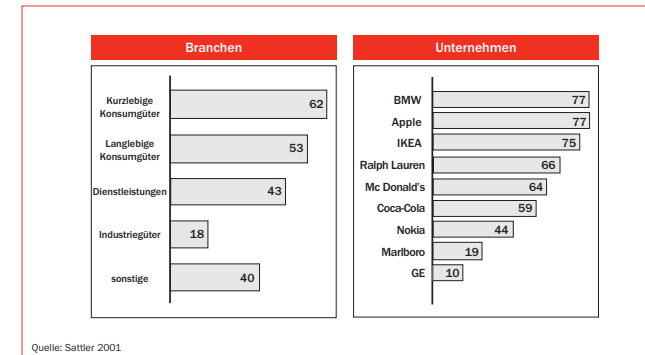 Branchen
Kurzlebige
Konsumgüter
62
Langlebige
Konsumgüter
53
Dienstleistungen
43
Industriegüter
18
sonstige
40
Unternehmen
BMW 77
Apple 77
IKEA 75
Ralph Lauren 66
Mc Donald's 64
Coca-Cola 59
Nokia 44
Marlboro 19
GE 10
Quelle: Sattler 2001